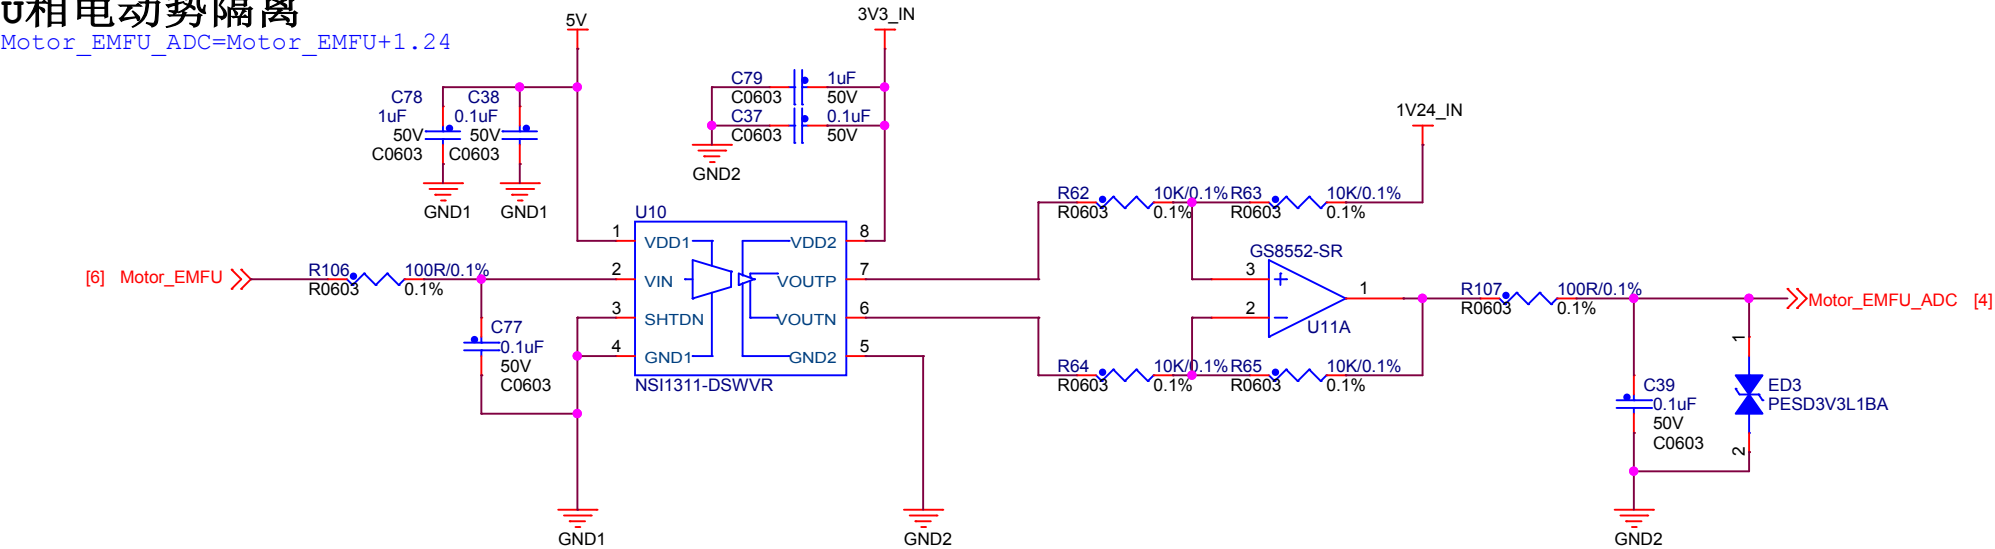 U相电动势隔离
Motor_EMFU_ADC=Motor_EMFU+1.24
5V
3V3_IN
C79
1uF
C0603
50V
C37
0.1uF
C0603
50V
GND2
C78
1uF
50V
C0603
C38
0.1uF
50V
C0603
GND1
GND1
1V24_IN
R62
10K/0.1%
R0603
0.1%
R63
10K/0.1%
R0603
0.1%
U10
1
VDD1
VDD2
8
2
VIN
VOUTP
7
3
SHTDN
VOUTN
6
4
GND1
GND2
5
NSI1311-DSWVR
[6] Motor_EMFU
R106
100R/0.1%
R0603
0.1%
C77
0.1uF
50V
C0603
GS8552-SR
3
+
2
−
1
U11A
R107
100R/0.1%
R0603
0.1%
Motor_EMFU_ADC [4]
R64
10K/0.1%
R0603
0.1%
R65
10K/0.1%
R0603
0.1%
C39
0.1uF
50V
C0603
1
ED3
PESD3V3L1BA
2
GND1
GND2
GND2